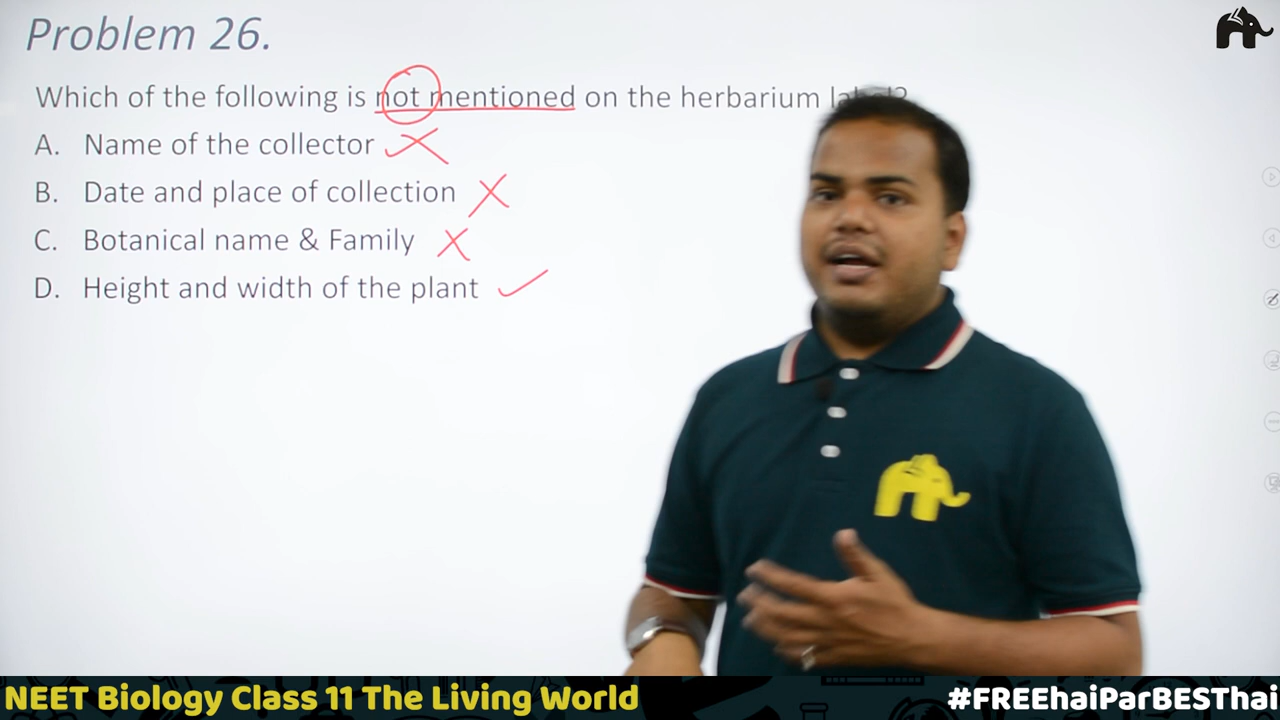 Problem 26.
Which of the following is not mentioned on the herbarium
A. Name of the collector
B. Date and place of collection
C. Botanical name & Family
D. Height and width of the plant
NEET Biology Class 11 The Living World
#FREEhaiParBESThai